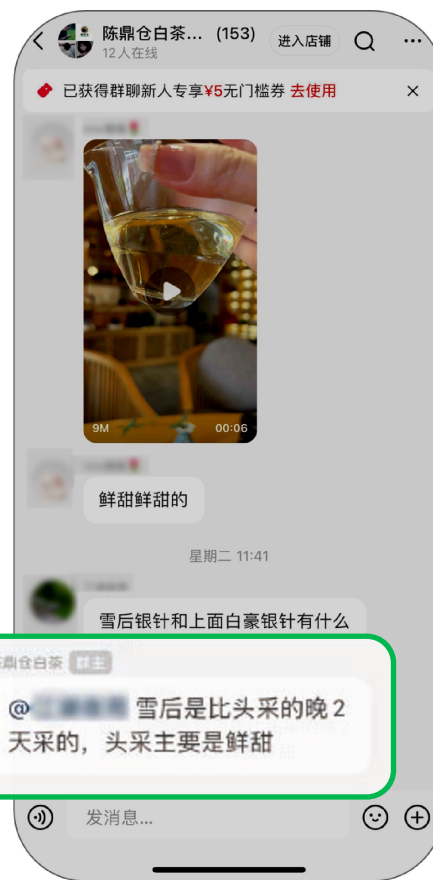 陈鼎仓白茶... (153)
进入店铺
12人在线
已获得群聊新人专享¥5无门槛券 去使用
9M
00:06
鲜甜鲜甜的
星期二 11:41
雪后银针和上面白豪银针有什么
鼎仓白茶 群主
@ 雪后是比头采的晚2
天采的，头采主要是鲜甜
发消息...